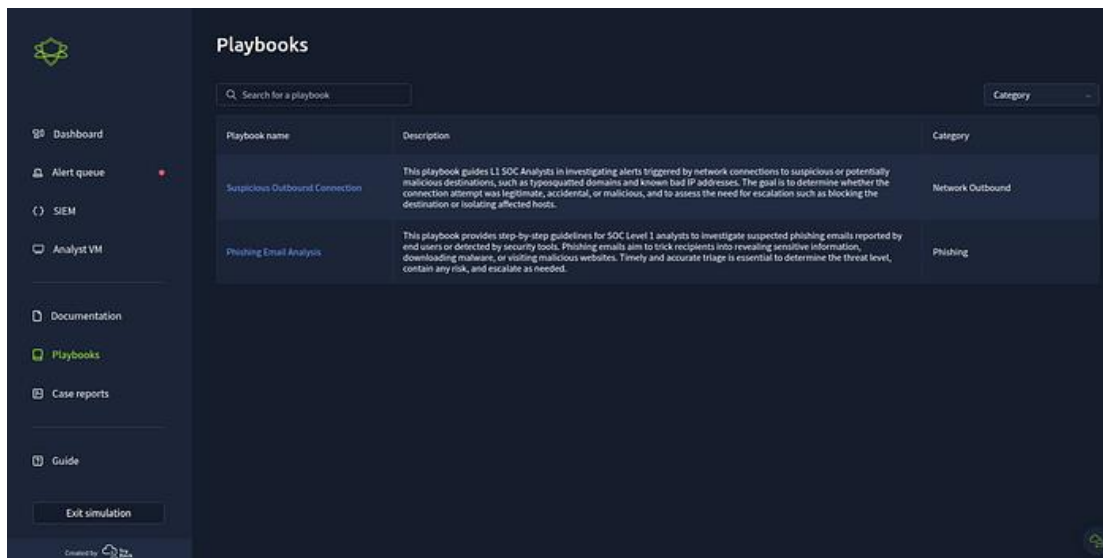 Playbooks
Search for a playbook
Category
Dashboard
Alert queue
SIEM
Analyst VM
Documentation
Playbooks
Case reports
Guide
Exit simulation
Created by Try Hack
Playbook name
Description
Category
Suspicious Outbound Connection
This playbook guides L1 SOC Analysts in investigating alerts triggered by network connections to suspicious or potentially
malicious destinations, such as typosquatted domains and known bad IP addresses. The goal is to determine whether the
connection attempt was legitimate, accidental, or malicious, and to assess the need for escalation such as blocking the
destination or isolating affected hosts.
Network Outbound
Phishing Email Analysis
This playbook provides step-by-step guidelines for SOC Level 1 analysts to investigate suspected phishing emails reported by
end users or detected by security tools. Phishing emails aim to trick recipients into revealing sensitive information,
downloading malware, or visiting malicious websites. Timely and accurate triage is essential to determine the threat level,
contain any risk, and escalate as needed.
Phishing